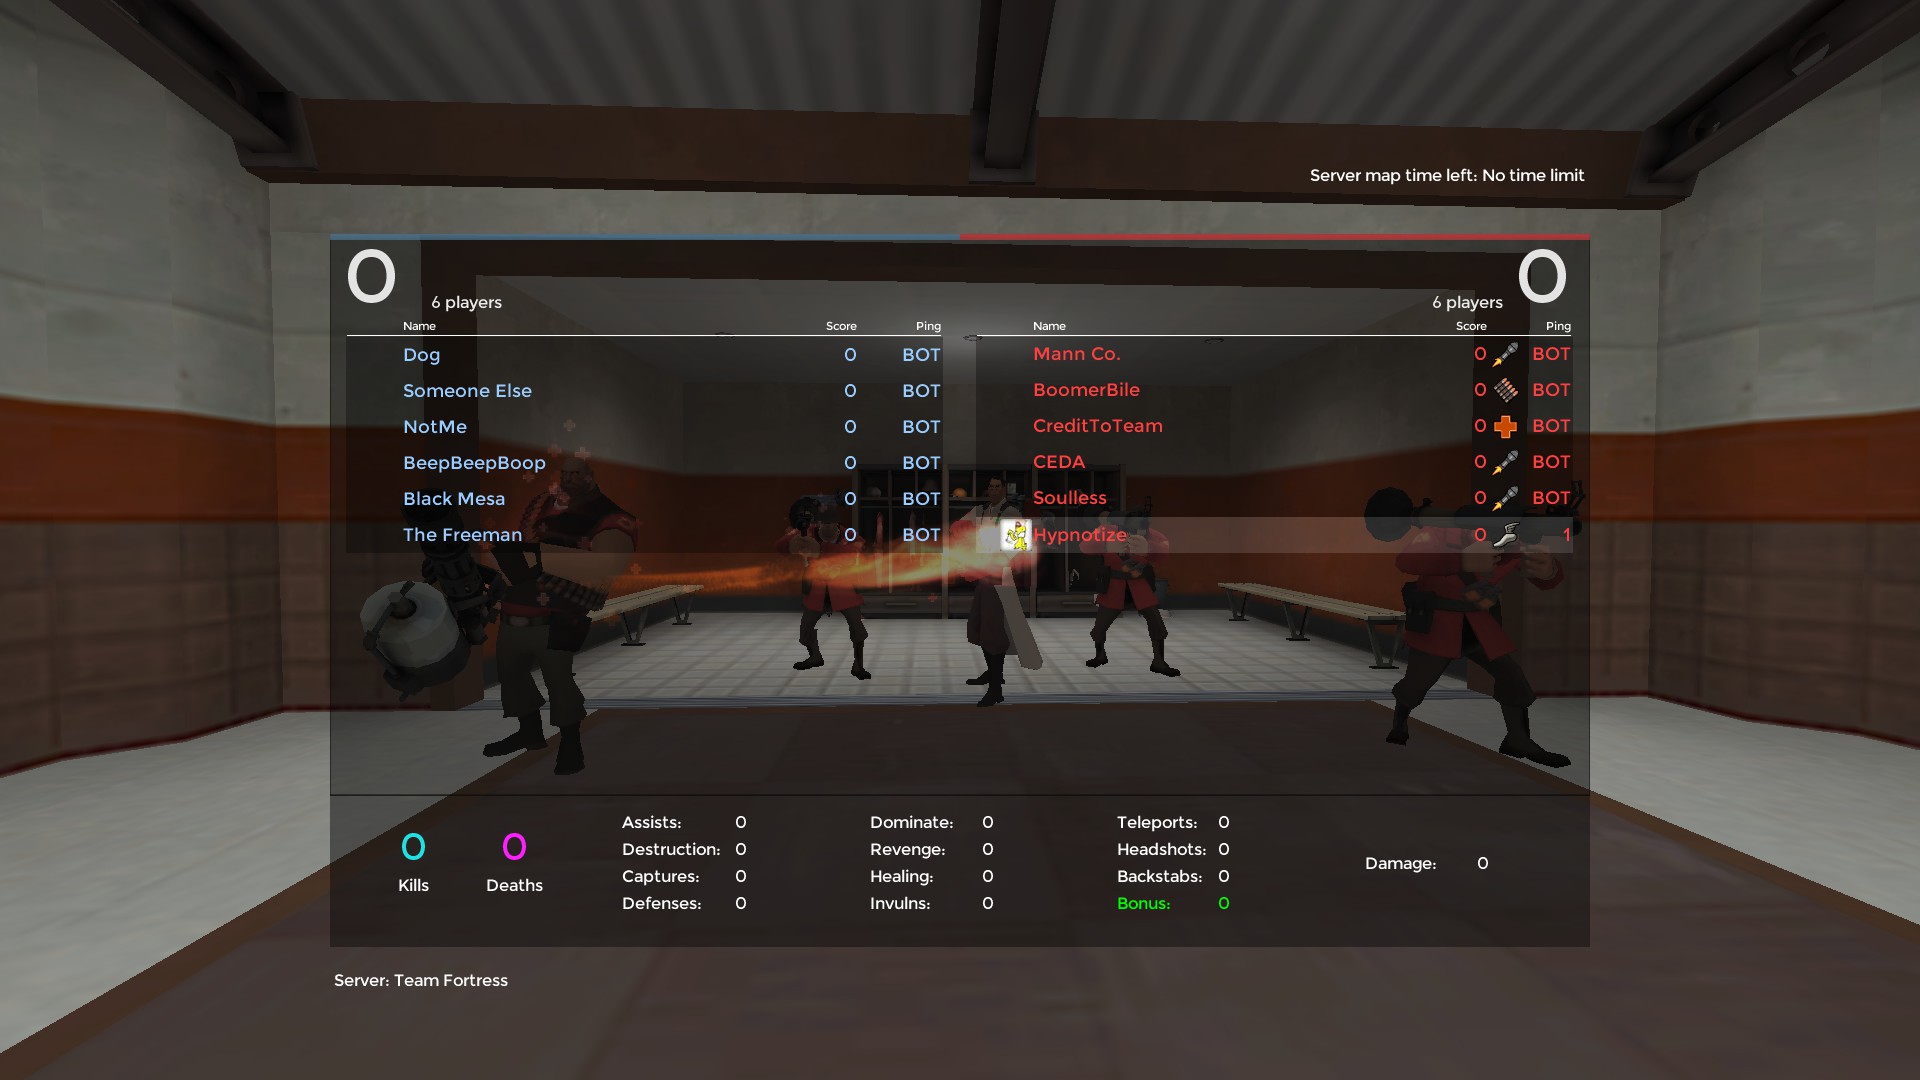 Server map time left: No time limit
0
6 players
6 players
0
Name Score Ping
Name Score Ping
Dog 0 BOT
Someone Else 0 BOT
NotMe 0 BOT
BeepBeepBoop 0 BOT
Black Mesa 0 BOT
The Freeman 0 BOT
Mann Co. 0 BOT
BoomerBile 0 BOT
CreditToTeam 0 BOT
CEDA 0 BOT
Soulless 0 BOT
Hypnotize 0 1
0 Kills
0 Deaths
Assists: 0
Destruction: 0
Captures: 0
Defenses: 0
Dominate: 0
Revenge: 0
Healing: 0
Invulns: 0
Teleports: 0
Headshots: 0
Backstabs: 0
Bonus: 0
Damage: 0
Server: Team Fortress